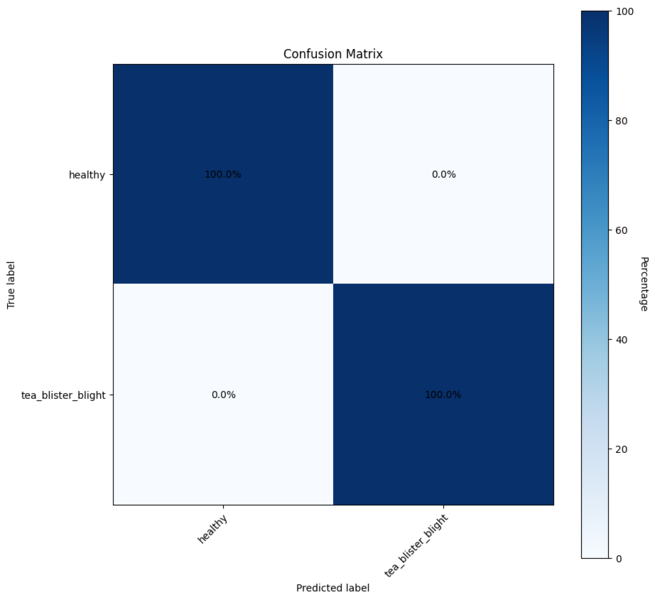 Confusion Matrix
100.0%
0.0%
0.0%
100.0%
healthy
tea_blister_blight
True label
healthy
tea_blister_blight
Predicted label
100
80
60
40
20
0
Percentage